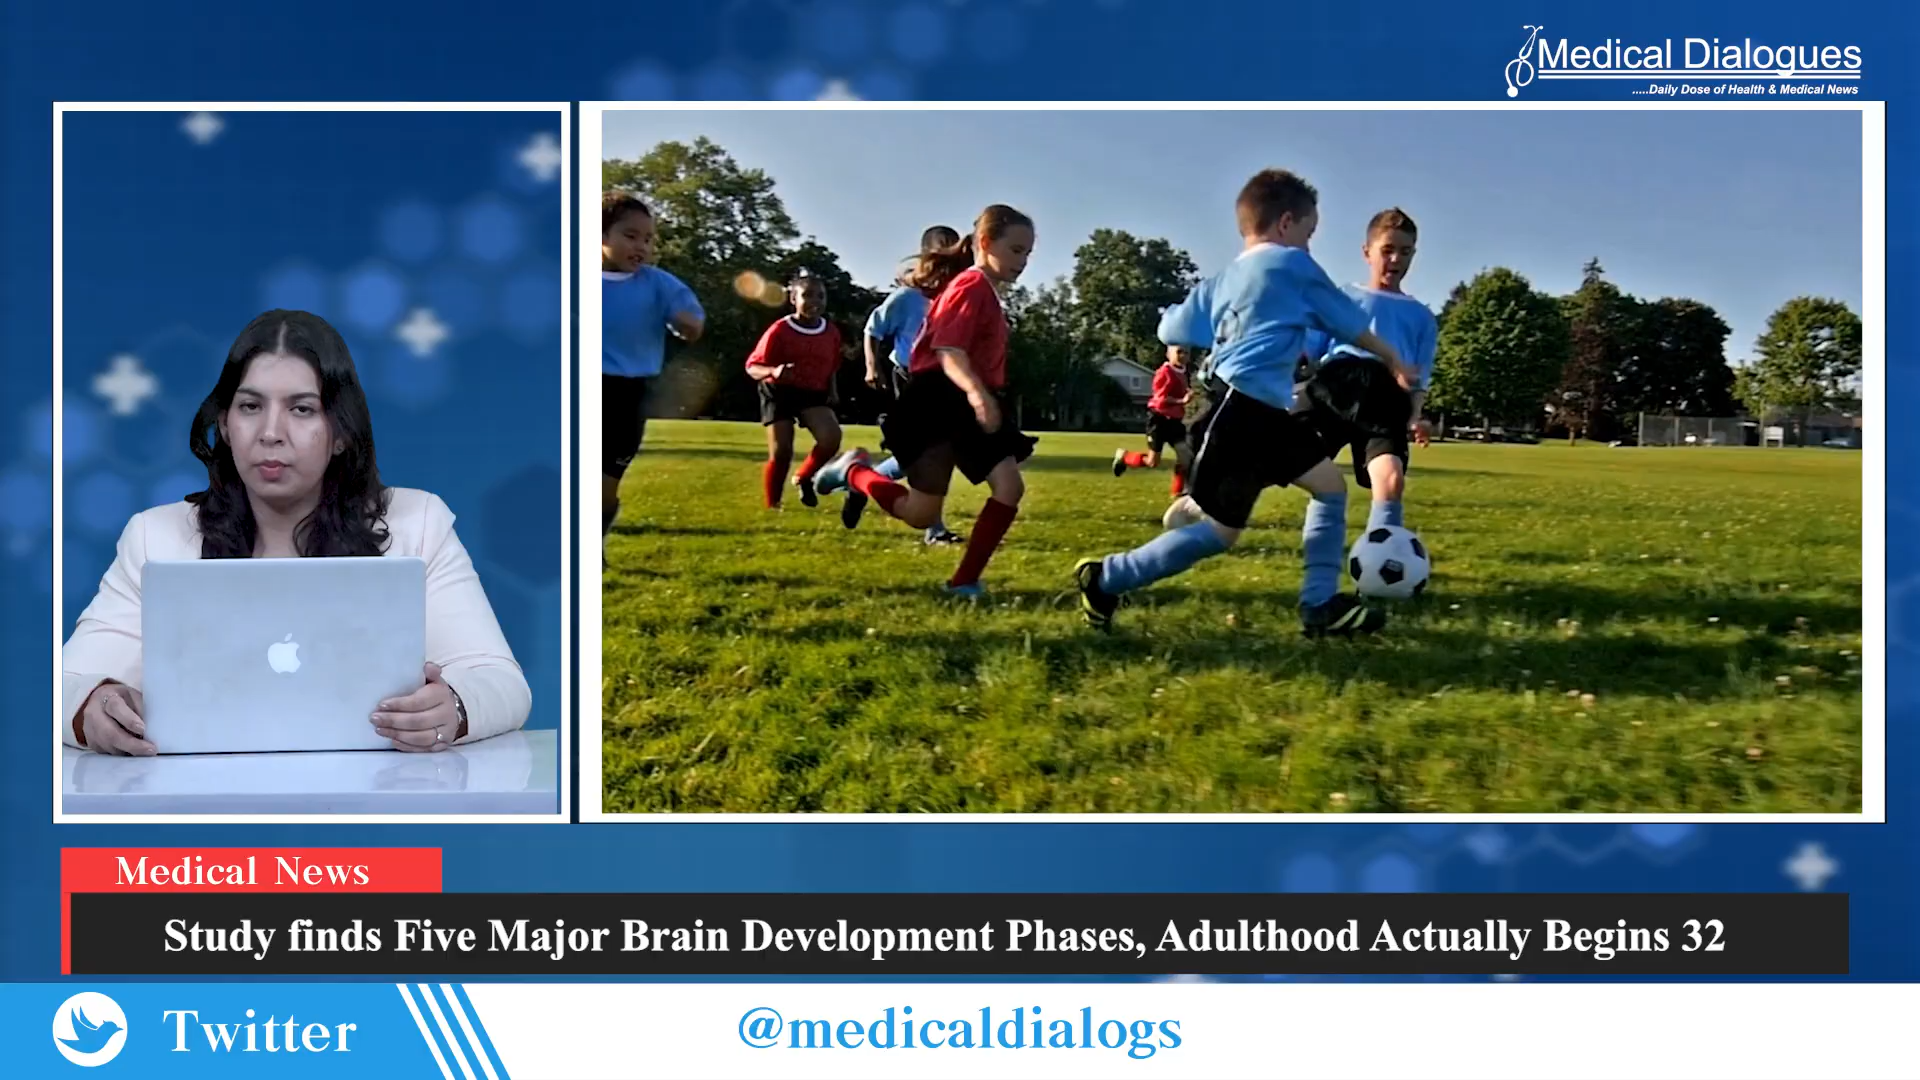 Medical Dialogues
.....Daily Dose of Health & Medical News
Medical News
Study finds Five Major Brain Development Phases, Adulthood Actually Begins 32
Twitter
@medicaldialogs